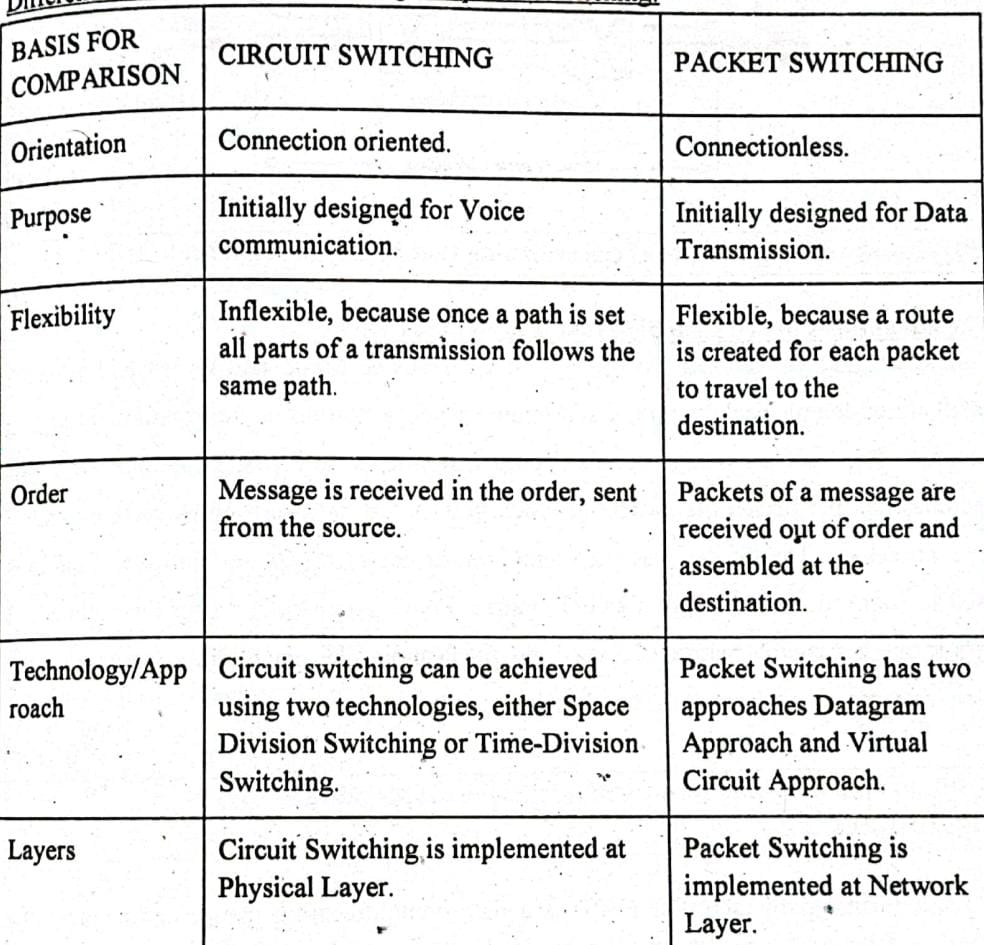 BASIS FOR
COMPARISON
CIRCUIT SWITCHING
PACKET SWITCHING
Orientation
Connection oriented.
Connectionless.
Purpose
Initially designed for Voice
communication.
Initially designed for Data
Transmission.
Flexibility
Inflexible, because once a path is set
all parts of a transmission follows the
same path.
Flexible, because a route
is created for each packet
to travel to the
destination.
Order
Message is received in the order, sent
from the source.
Packets of a message are
received out of order and
assembled at the
destination.
Technology/App
roach
Circuit switching can be achieved
using two technologies, either Space
Division Switching or Time-Division
Switching.
Packet Switching has two
approaches Datagram
Approach and Virtual
Circuit Approach.
Layers
Circuit Switching is implemented at
Physical Layer.
Packet Switching is
implemented at Network
Layer.